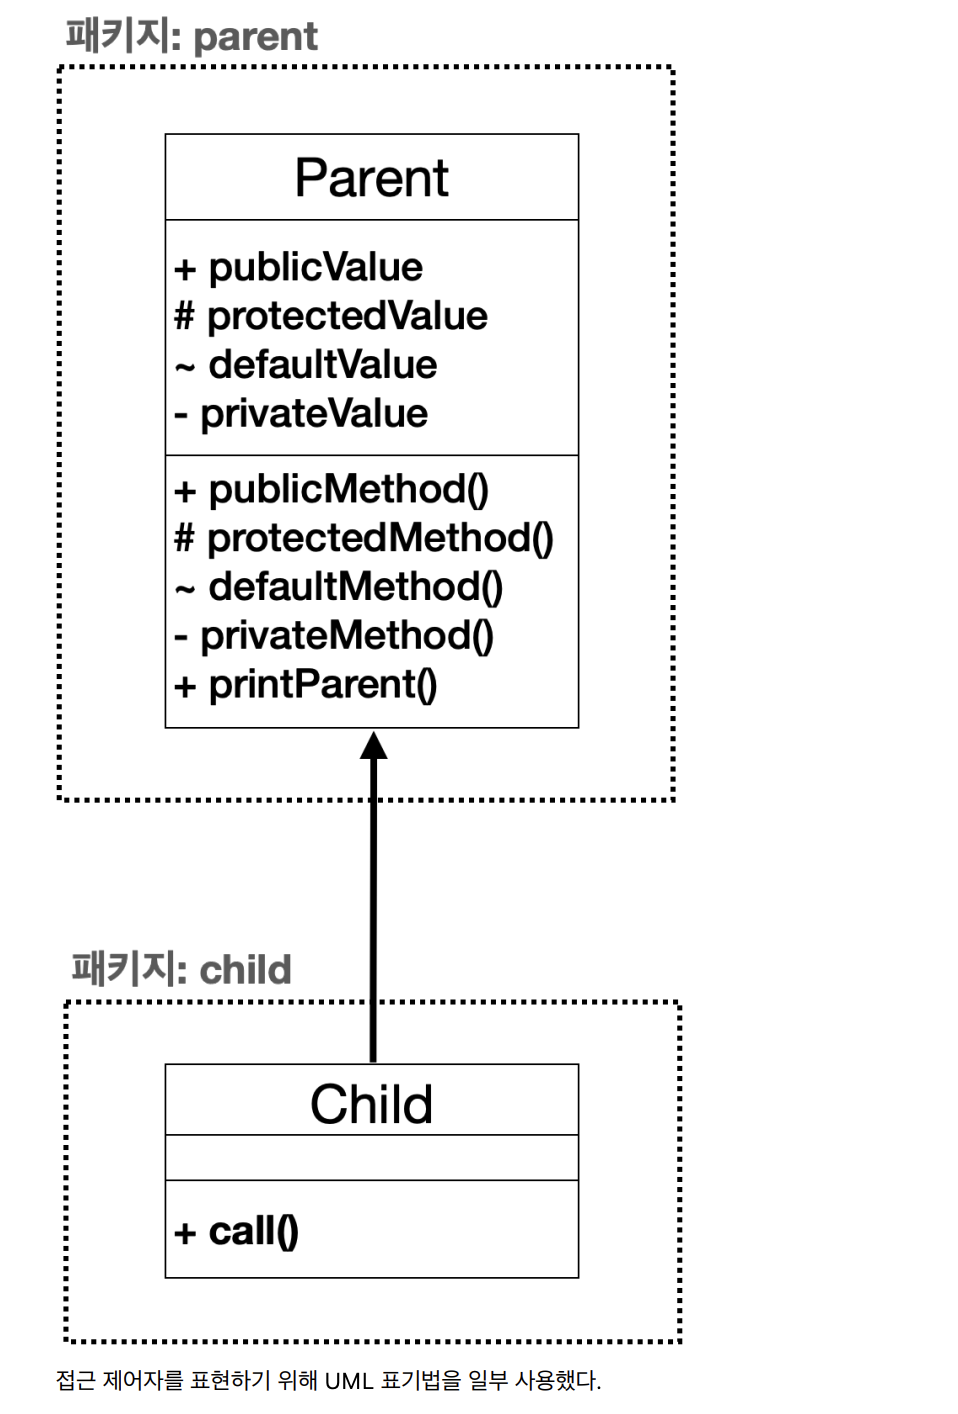 패키지: parent
Parent
+ publicValue
# protectedValue
~ defaultValue
- privateValue
+ publicMethod()
# protectedMethod()
~ defaultMethod()
- privateMethod()
+ printParent()
패키지: child
Child
+ call()
접근 제어자를 표현하기 위해 UML 표기법을 일부 사용했다.